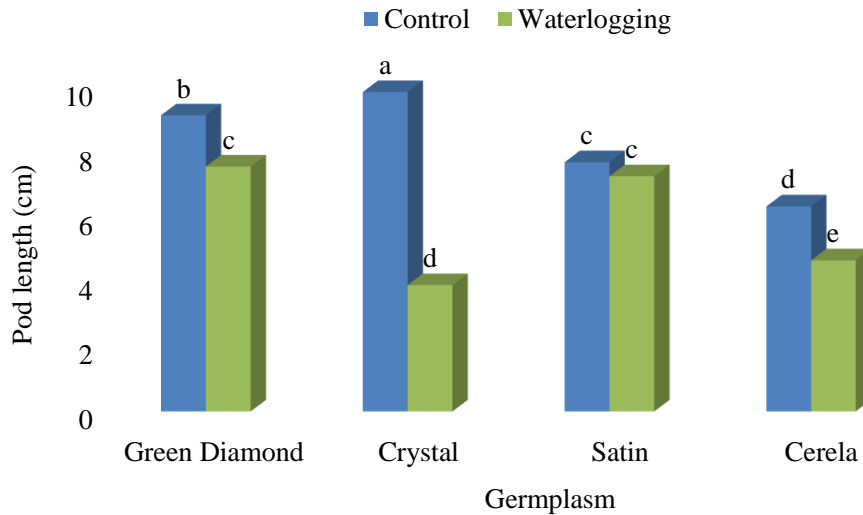 Control Waterlogging
Pod length (cm)
10
8
6
4
2
0
b
c
a
d
c
c
d
e
Green Diamond Crystal Satin Cerela
Germplasm